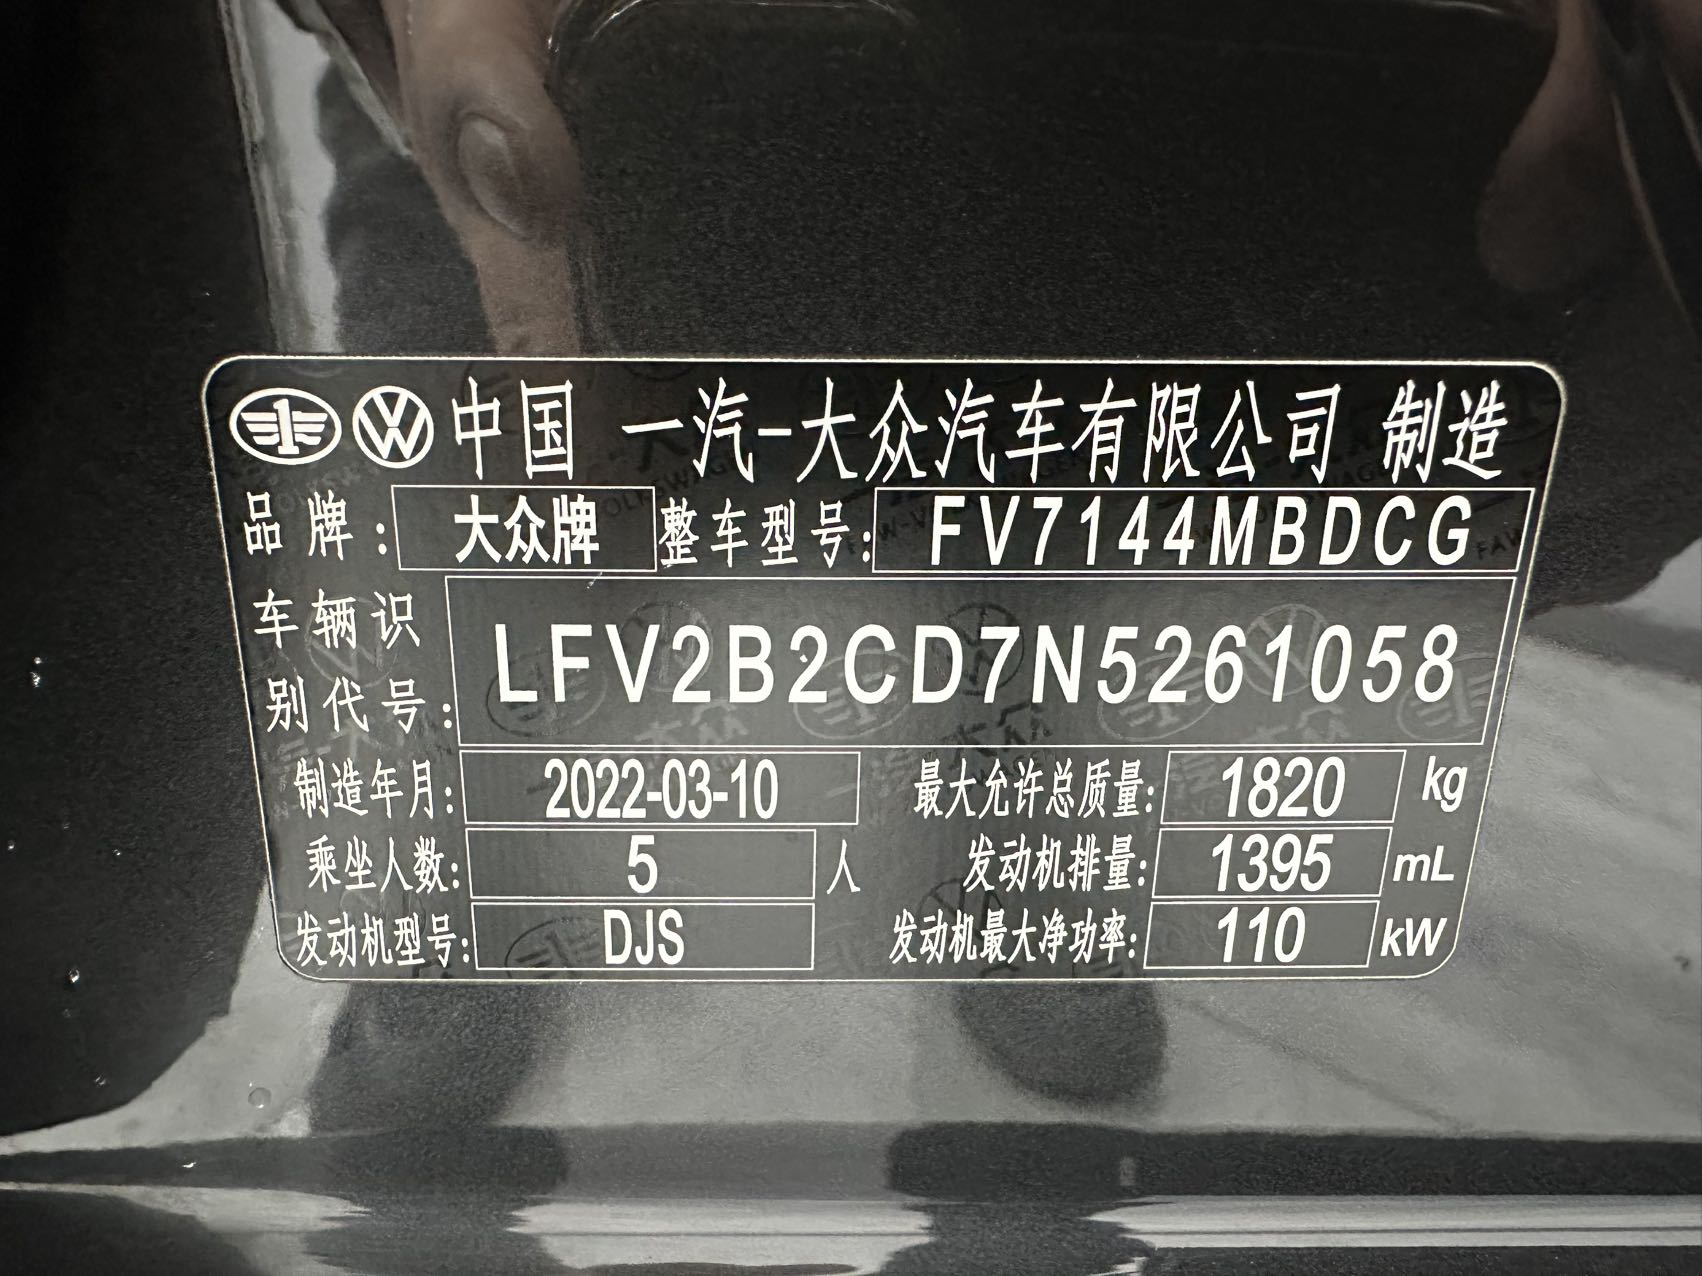 中国 一汽-大众汽车有限公司 制造
品牌: 大众牌 整车型号: FV7144MBDCG
车辆识别代号: LFV2B2CD7N5261058
制造年月: 2022-03-10 最大允许总质量: 1820 kg
乘坐人数: 5 人 发动机排量: 1395 mL
发动机型号: DJS 发动机最大净功率: 110 kW